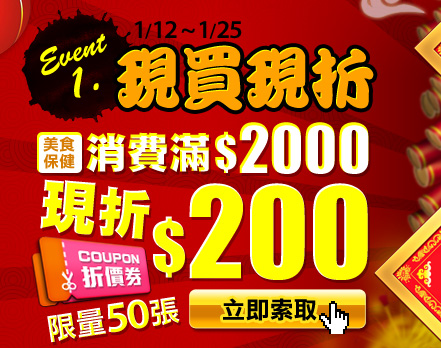 1/12~1/25
Event
1.
現買現折
美食
保健
消費滿$2000
現折$200
COUPON
折價券
限量50張
立即索取